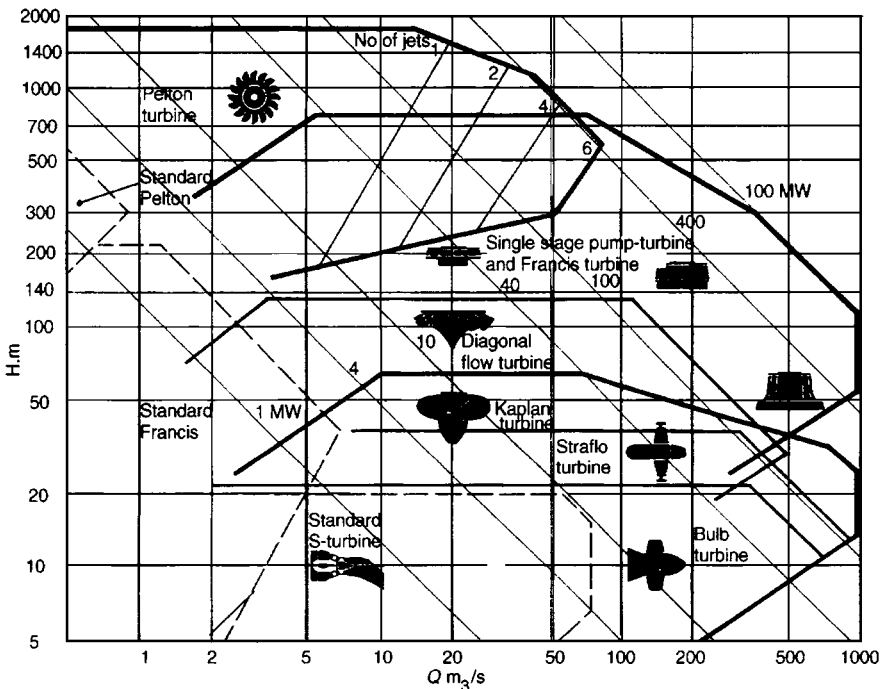 2000
1400
1000
700
500
300
200
140
100
50
20
10
5
H.m
No of jets
1
2
4
6
Pelton
turbine
Standard
Pelton
100 MW
400
Single stage pump-turbine
and Francis turbine
40
100
10
Diagonal
flow turbine
4
1 MW
Standard
Francis
Kaplan
turbine
Straflo
turbine
Standard
S-turbine
Bulb
turbine
1 2 5 10 20 50 100 200 500 1000
Q m3/s